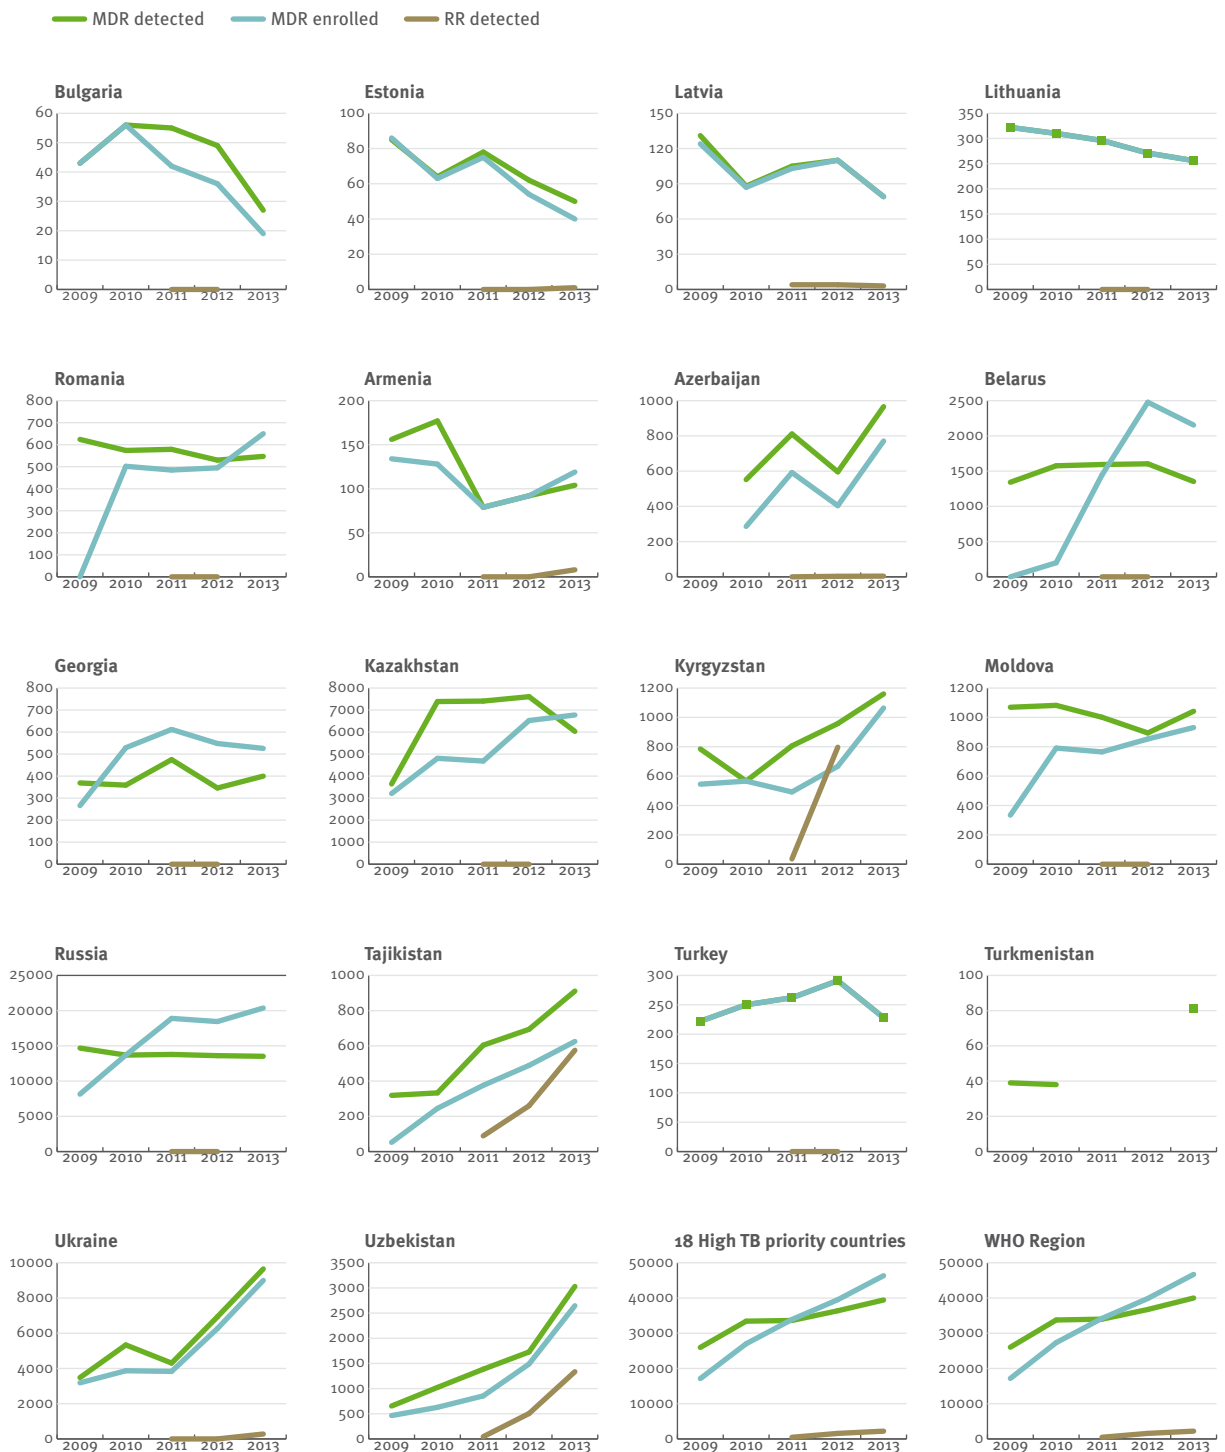 MDR detected MDR enrolled RR detected
Bulgaria Estonia Latvia Lithuania
60 100 150 350
50 80 120 300
40 60 90 250
30 40 60 200
20 20 30 150
10 0 0 100
0 50
0
2009 2010 2011 2012 2013 2009 2010 2011 2012 2013 2009 2010 2011 2012 2013 2009 2010 2011 2012 2013
Romania Armenia Azerbaijan Belarus
800 200 1000 2500
700 150 800 2000
600 100 600 1500
500 50 400 1000
400 0 200 500
300 0 0
200
100
0
2009 2010 2011 2012 2013 2009 2010 2011 2012 2013 2009 2010 2011 2012 2013 2009 2010 2011 2012 2013
Georgia Kazakhstan Kyrgyzstan Moldova
800 8000 1200 1200
700 7000 1000 1000
600 6000 800 800
500 5000 600 600
400 4000 400 400
300 3000 200 200
200 2000 0 0
100 1000
0 0
2009 2010 2011 2012 2013 2009 2010 2011 2012 2013 2009 2010 2011 2012 2013 2009 2010 2011 2012 2013
Russia Tajikistan Turkey Turkmenistan
25000 1000 300 100
20000 800 250 80
15000 600 200 60
10000 400 150 40
5000 200 100 20
0 0 50 0
0
2009 2010 2011 2012 2013 2009 2010 2011 2012 2013 2009 2010 2011 2012 2013 2009 2010 2011 2012 2013
Ukraine Uzbekistan 18 High TB priority countries WHO Region
10000 3500 50000 50000
8000 3000 40000 40000
6000 2500 30000 30000
4000 2000 20000 20000
2000 1500 10000 10000
0 1000 0 0
500
0
2009 2010 2011 2012 2013 2009 2010 2011 2012 2013 2009 2010 2011 2012 2013 2009 2010 2011 2012 2013